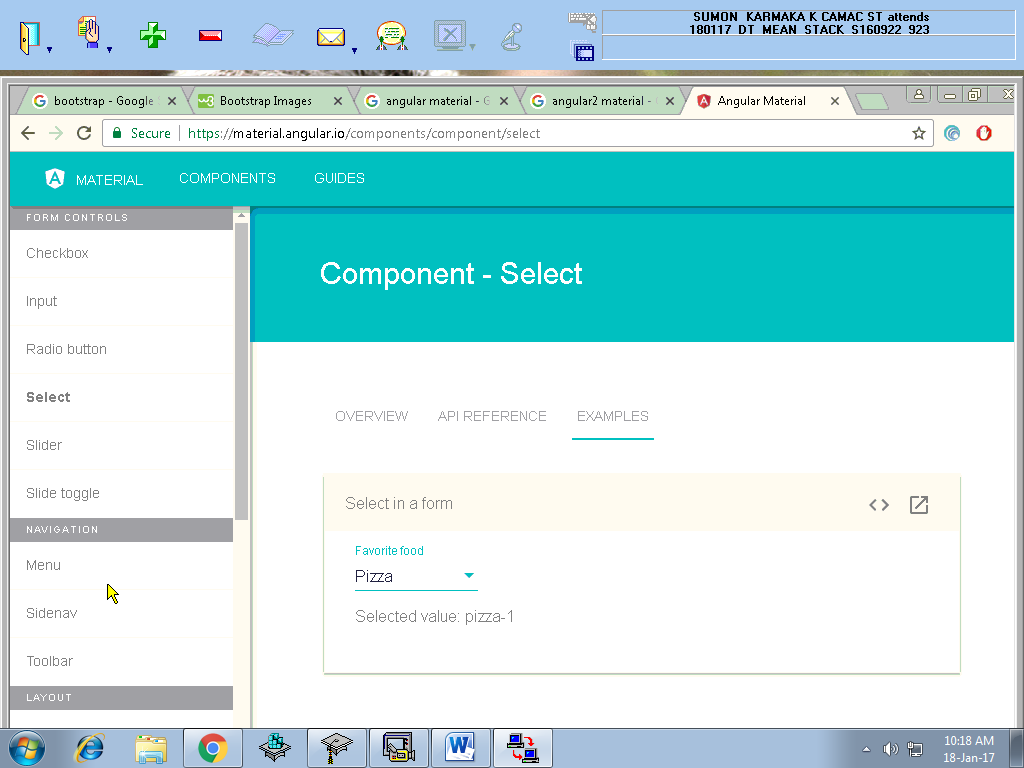 SUMON KARMAKA K CAMAC ST attends
180117 DT MEAN STACK S160922 923
bootstrap - Google
Bootstrap Images
angular material - G
angular2 material -
Angular Material
Secure
https://material.angular.io/components/component/select
MATERIAL
COMPONENTS
GUIDES
FORM CONTROLS
Checkbox
Input
Radio button
Select
Slider
Slide toggle
NAVIGATION
Menu
Sidenav
Toolbar
LAYOUT
Component - Select
OVERVIEW
API REFERENCE
EXAMPLES
Select in a form
Favorite food
Pizza
Selected value: pizza-1
10:18 AM
18-Jan-17